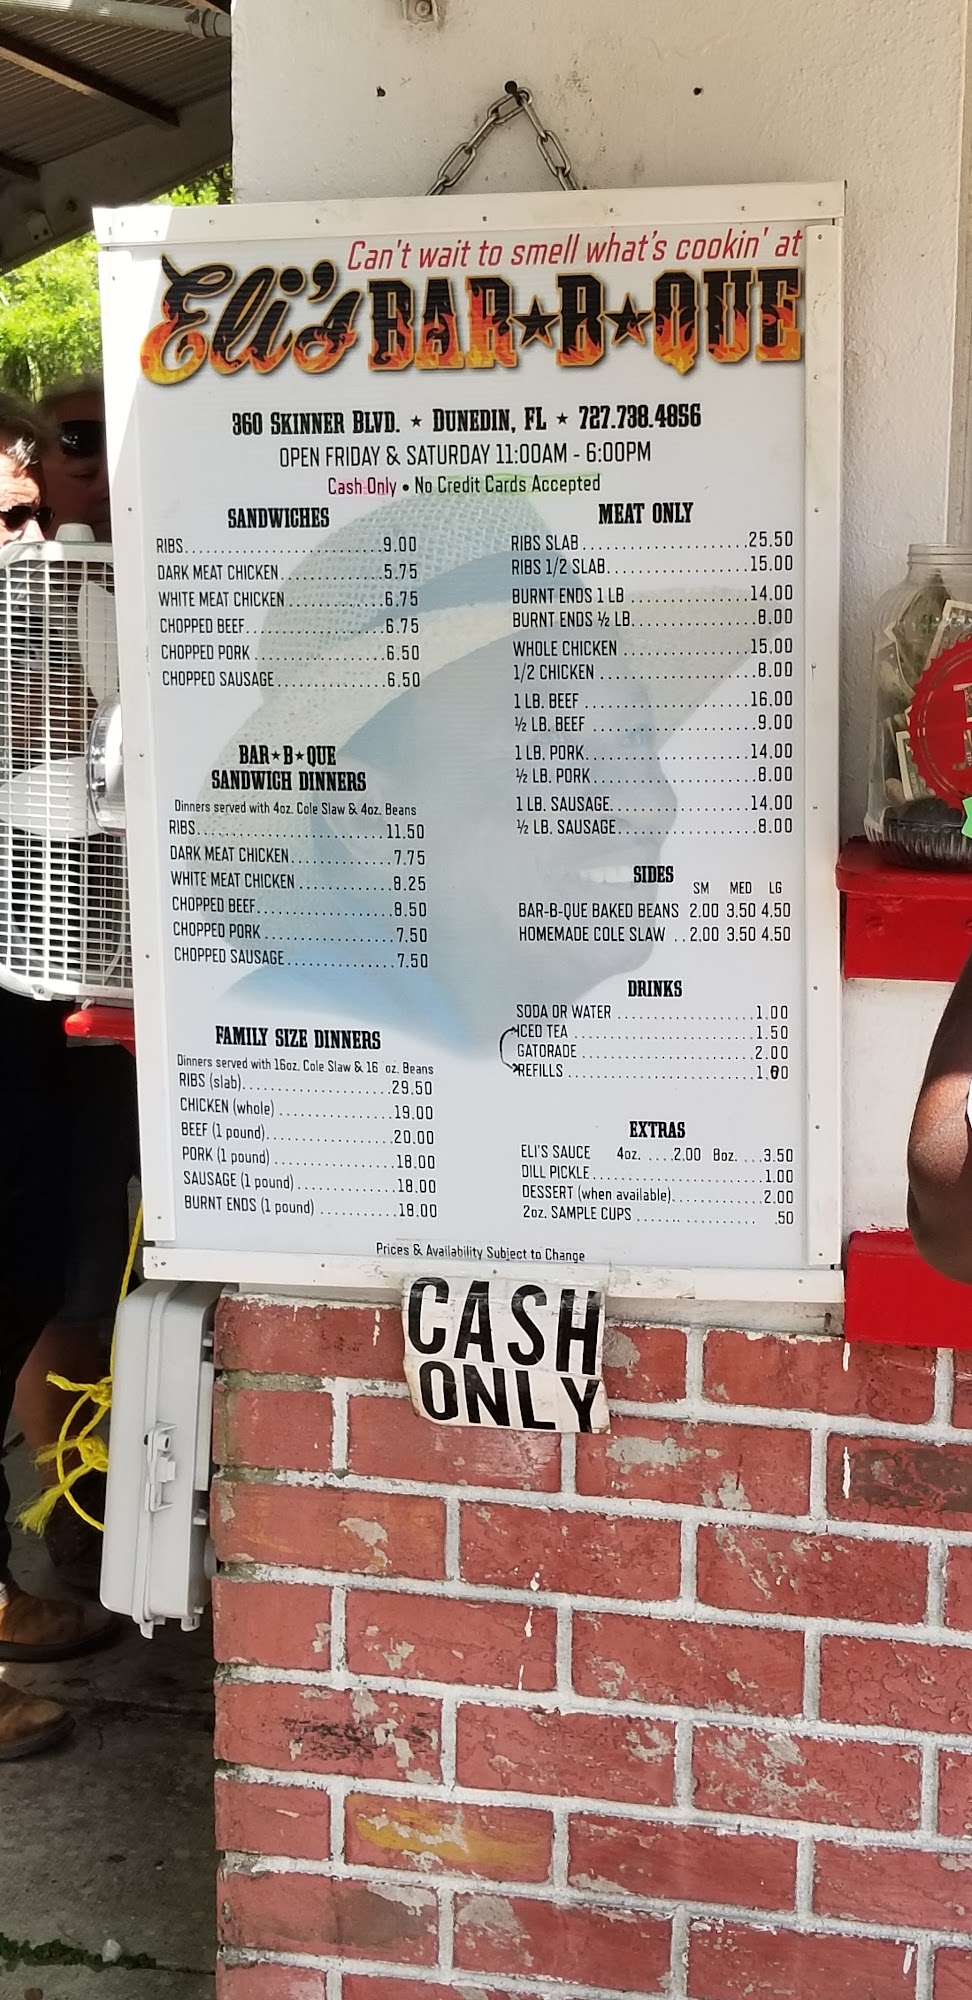 Can't wait to smell what's cookin' at
Eli's BAR★B★QUE
360 SKINNER BLVD. ★ DUNEDIN, FL ★ 727.738.4856
OPEN FRIDAY & SATURDAY 11:00AM - 6:00PM
Cash Only • No Credit Cards Accepted
SANDWICHES
RIBS........................9.00
DARK MEAT CHICKEN.............5.75
WHITE MEAT CHICKEN............6.75
CHOPPED BEEF.................6.75
CHOPPED PORK ................6.50
CHOPPED SAUSAGE..............6.50
BAR★B★QUE
SANDWICH DINNERS
Dinners served with 4oz. Cole Slaw & 4oz. Beans
RIBS.......................11.50
DARK MEAT CHICKEN.............7.75
WHITE MEAT CHICKEN ...........8.25
CHOPPED BEEF.................8.50
CHOPPED PORK ................7.50
CHOPPED SAUSAGE..............7.50
FAMILY SIZE DINNERS
Dinners served with 16oz. Cole Slaw & 16 oz. Beans
RIBS (slab)..................29.50
CHICKEN (whole) ..............19.00
BEEF (1 pound)................20.00
PORK (1 pound) ...............18.00
SAUSAGE (1 pound) ............18.00
BURNT ENDS (1 pound) ..........18.00
MEAT ONLY
RIBS SLAB....................25.50
RIBS 1/2 SLAB.................15.00
BURNT ENDS 1 LB ..............14.00
BURNT ENDS ½ LB...............8.00
WHOLE CHICKEN ...............15.00
1/2 CHICKEN ..................8.00
1 LB. BEEF ...................16.00
½ LB. BEEF ...................9.00
1 LB. PORK...................14.00
½ LB. PORK...................8.00
1 LB. SAUSAGE................14.00
½ LB. SAUSAGE................8.00
SIDES
SM MED LG
BAR-B-QUE BAKED BEANS 2.00 3.50 4.50
HOMEMADE COLE SLAW ..2.00 3.50 4.50
DRINKS
SODA OR WATER ................1.00
ICED TEA .....................1.50
GATORADE ....................2.00
REFILLS ......................1.00
EXTRAS
ELI'S SAUCE 4oz. ....2.00 8oz. ...3.50
DILL PICKLE...................1.00
DESSERT (when available)..........2.00
2oz. SAMPLE CUPS .............. .50
Prices & Availability Subject to Change
CASH
ONLY